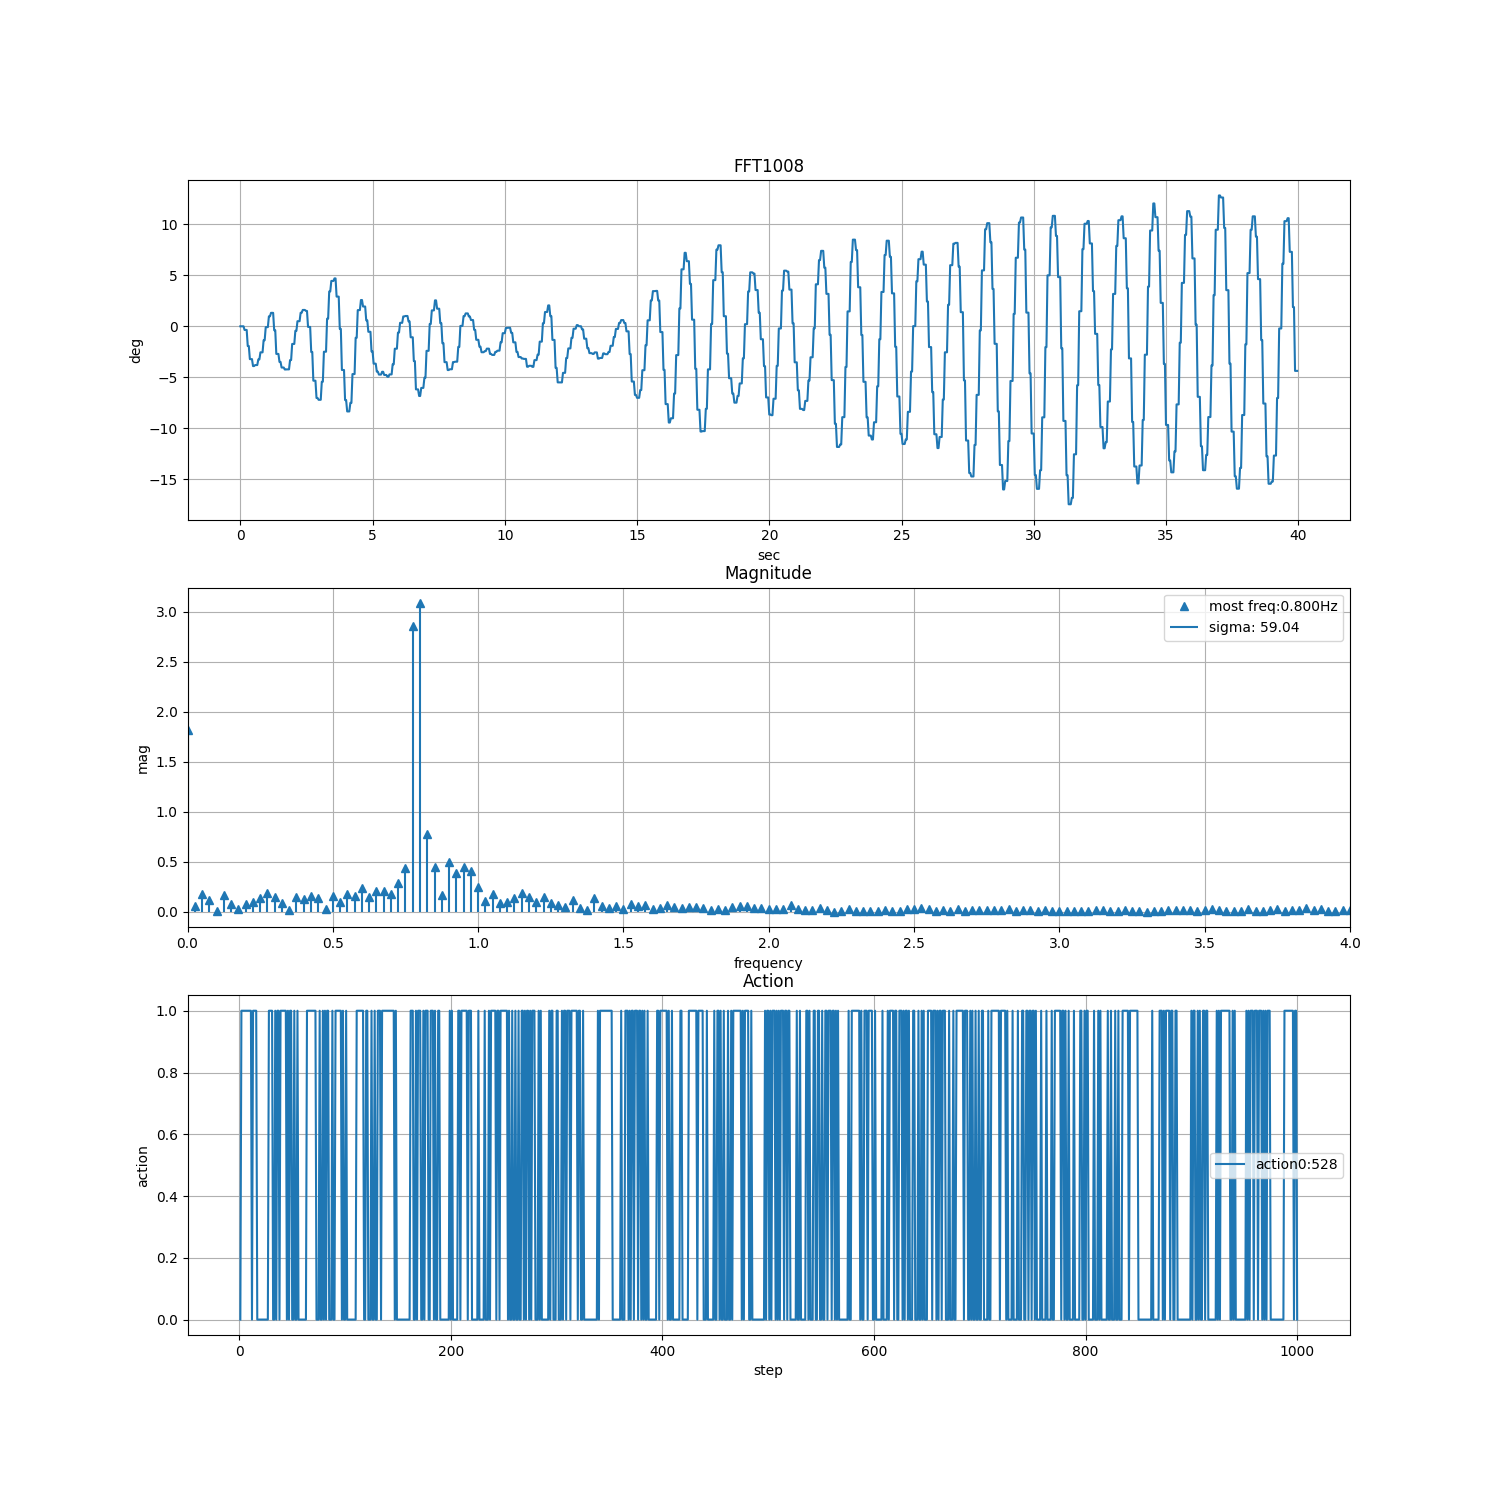 FFT1008
10
5
0
−5
−10
−15
deg
0 5 10 15 20 25 30 35 40
sec
Magnitude
most freq:0.800Hz
sigma: 59.04
3.0
2.5
2.0
1.5
1.0
0.5
0.0
mag
0.0 0.5 1.0 1.5 2.0 2.5 3.0 3.5 4.0
frequency
Action
1.0
0.8
0.6
0.4
0.2
0.0
action
action0:528
0 200 400 600 800 1000
step